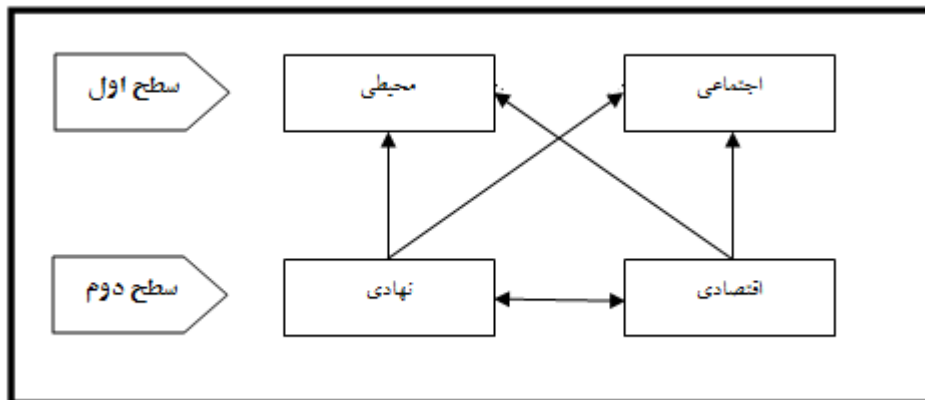 سطح اول
محیطی
اجتماعی
سطح دوم
نهادی
اقتصادی